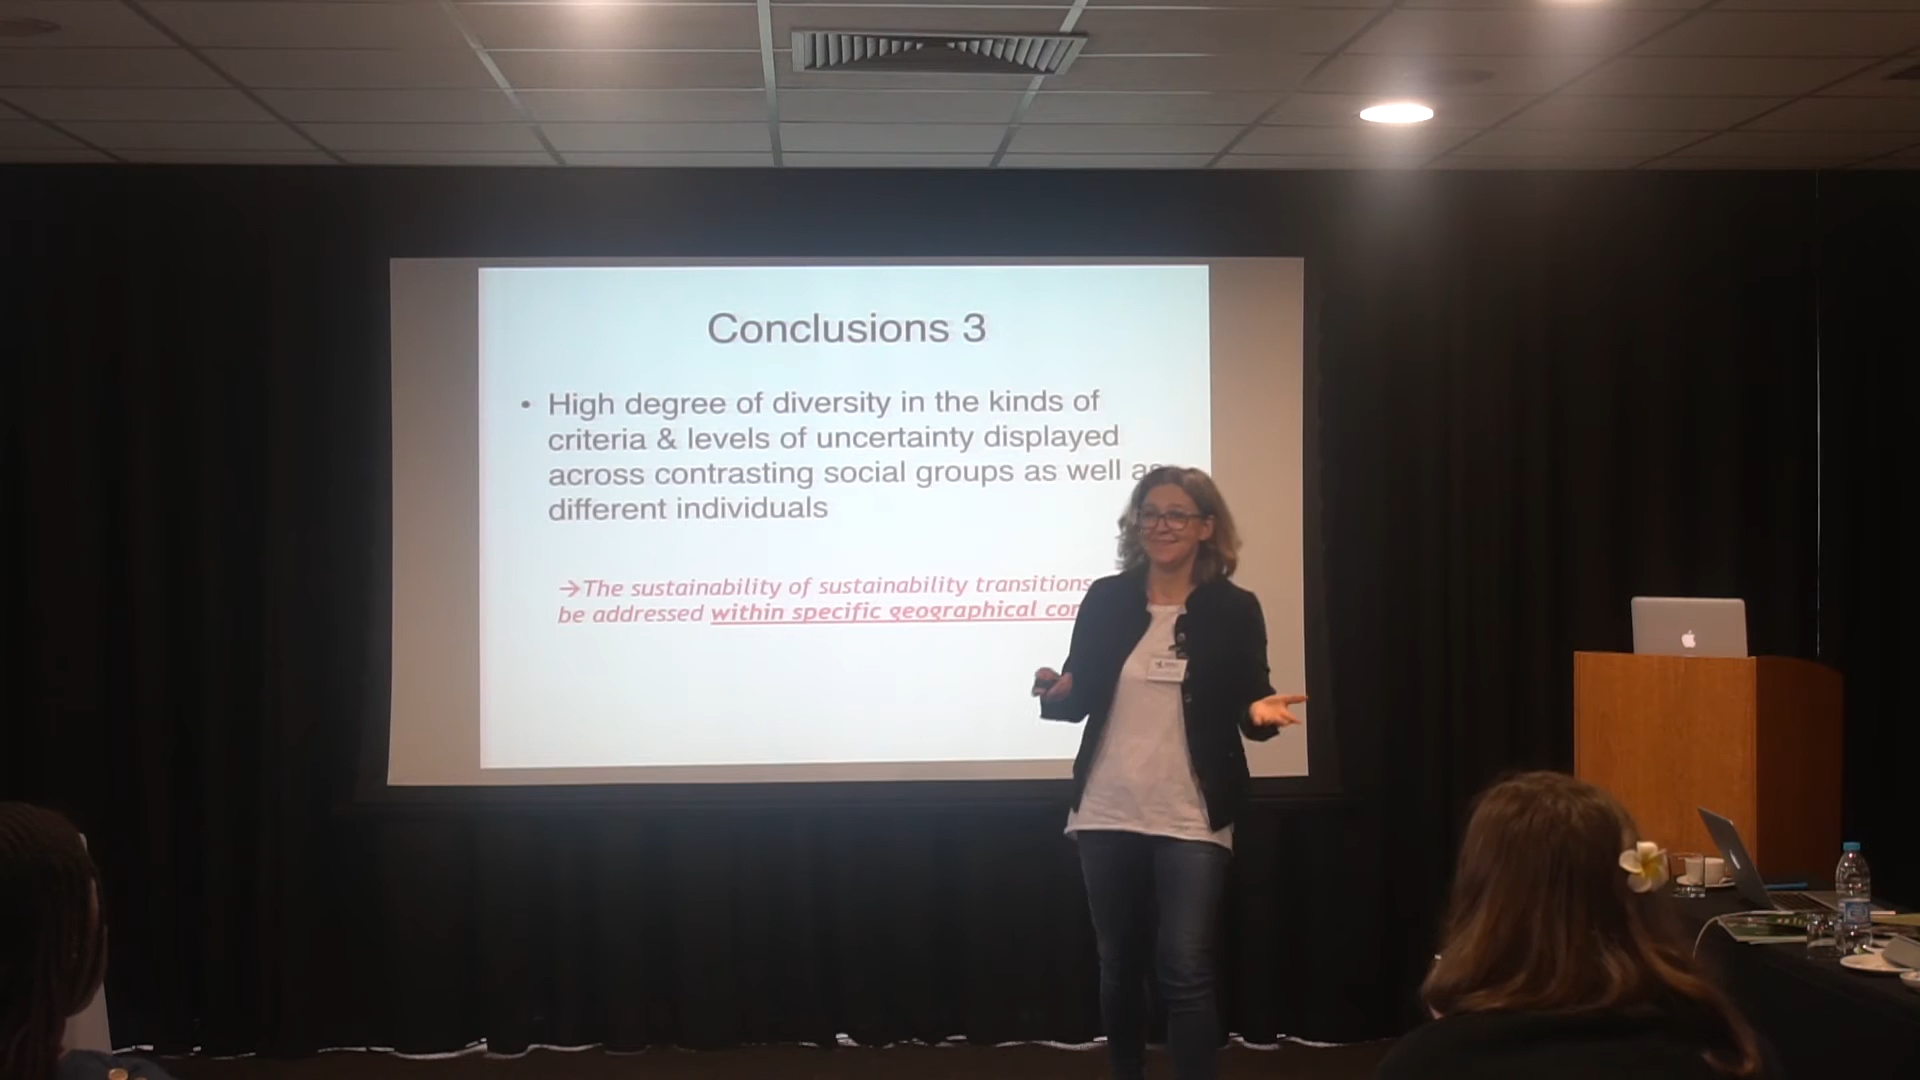 Conclusions 3
• High degree of diversity in the kinds of
criteria & levels of uncertainty displayed
across contrasting social groups as well as
different individuals
→The sustainability of sustainability transitions
be addressed within specific geographical